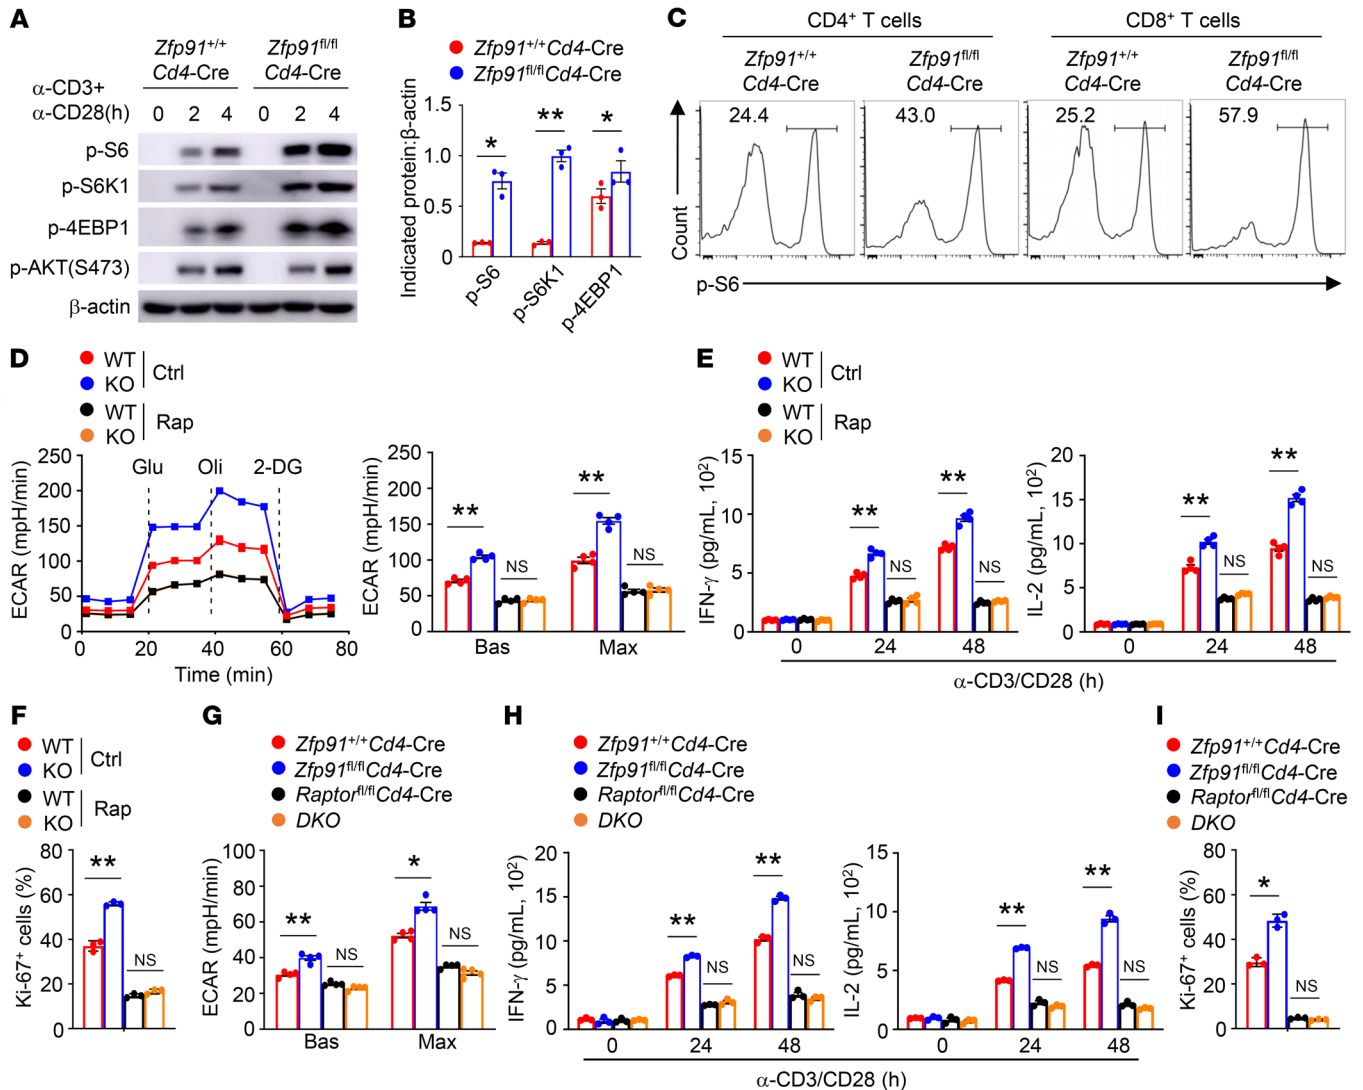 A
Zfp91+/+ Zfp91fl/fl
Cd4-Cre Cd4-Cre
α-CD3+
α-CD28(h) 0 2 4 0 2 4
p-S6
p-S6K1
p-4EBP1
p-AKT(S473)
β-actin
B
Zfp91+/+Cd4-Cre
Zfp91fl/flCd4-Cre
Indicated protein:β-actin
1.5
1.0
0.5
0
* ** *
p-S6 p-S6K1 p-4EBP1
C
CD4+ T cells CD8+ T cells
Zfp91+/+ Zfp91fl/fl Zfp91+/+ Zfp91fl/fl
Cd4-Cre Cd4-Cre Cd4-Cre Cd4-Cre
24.4 43.0 25.2 57.9
Count
p-S6
D
WT
KO
Ctrl
WT
KO
Rap
ECAR (mpH/min)
250
200
150
100
50
0
Glu Oli 2-DG
0 20 40 60 80
Time (min)
ECAR (mpH/min)
250
200
150
100
50
0
** NS ** NS
Bas Max
E
WT
KO
Ctrl
WT
KO
Rap
IFN-γ (pg/mL, 10²)
15
10
5
0
** NS ** NS
0 24 48
IL-2 (pg/mL, 10²)
20
15
10
5
0
** NS ** NS
0 24 48
α-CD3/CD28 (h)
F
WT
KO
Ctrl
WT
KO
Rap
Ki-67+ cells (%)
80
60
40
20
0
** NS
G
Zfp91+/+Cd4-Cre
Zfp91fl/flCd4-Cre
Raptorfl/flCd4-Cre
DKO
ECAR (mpH/min)
100
80
60
40
20
0
** NS * NS
Bas Max
H
Zfp91+/+Cd4-Cre
Zfp91fl/flCd4-Cre
Raptorfl/flCd4-Cre
DKO
IFN-γ (pg/mL, 10²)
20
15
10
5
0
** NS ** NS
0 24 48
IL-2 (pg/mL, 10²)
15
10
5
0
** NS ** NS
0 24 48
α-CD3/CD28 (h)
I
Zfp91+/+Cd4-Cre
Zfp91fl/flCd4-Cre
Raptorfl/flCd4-Cre
DKO
Ki-67+ cells (%)
80
60
40
20
0
* NS